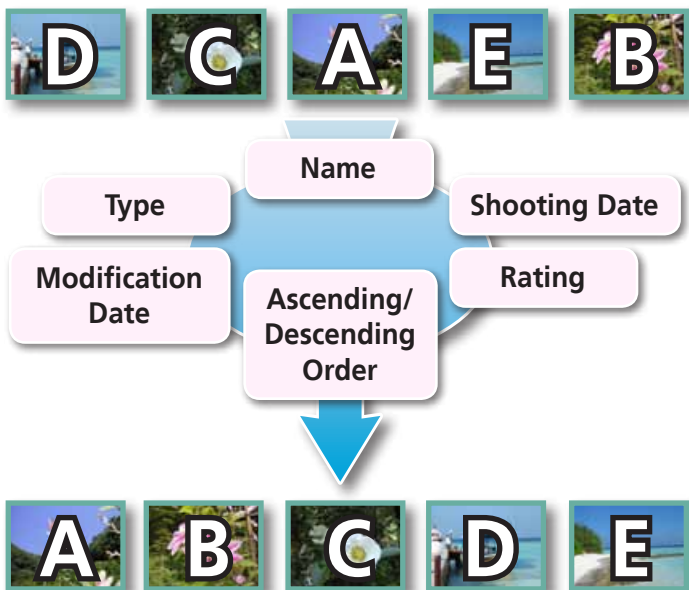 D C A E B
Name
Type
Shooting Date
Modification
Date
Rating
Ascending/
Descending
Order
A B C D E